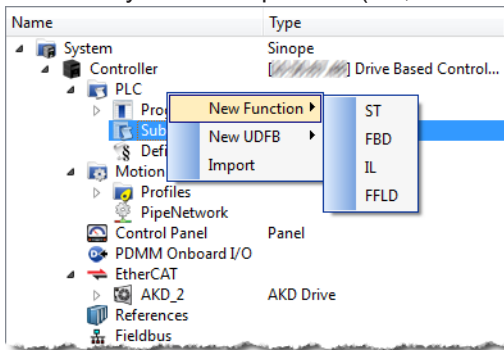 Name Type
System Sinope
Controller [ ] Drive Based Control...
PLC
New Function ST
Sub
New UDFB FBD
Defi
Import IL
Motion
FFLD
Profiles
PipeNetwork
Control Panel Panel
PDMM Onboard I/O
EtherCAT
AKD_2 AKD Drive
References
Fieldbus